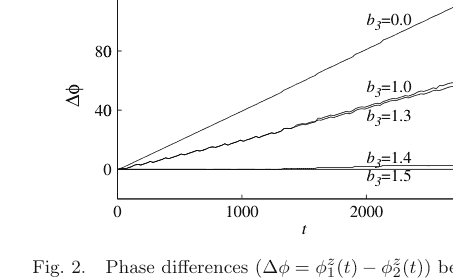 b₃=0.0
80
b₃=1.0
Δϕ
40
b₃=1.3
b₃=1.4
0
b₃=1.5
0 1000 2000
t
Fig. 2. Phase differences (Δϕ = ϕ₁ᶻ(t) − ϕ₂ᶻ(t)) be